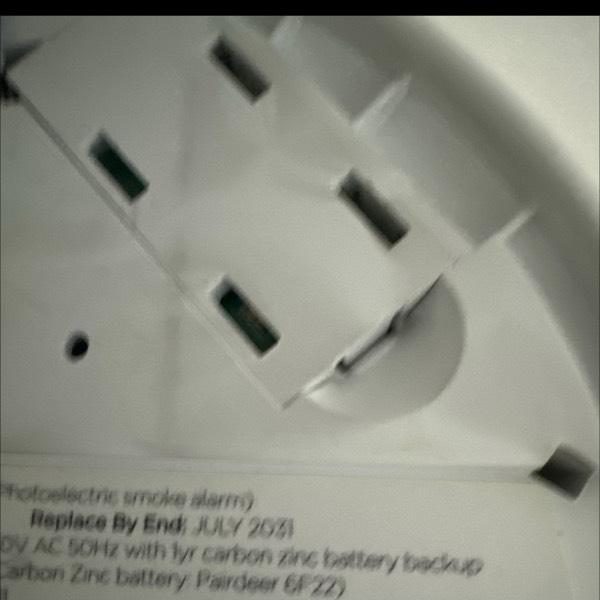 Photoelectric smoke alarm)
Replace By End: JULY 2031
0V AC 50Hz with 1yr carbon zinc battery backup
Carbon Zinc battery: Pairdeer 6F22)